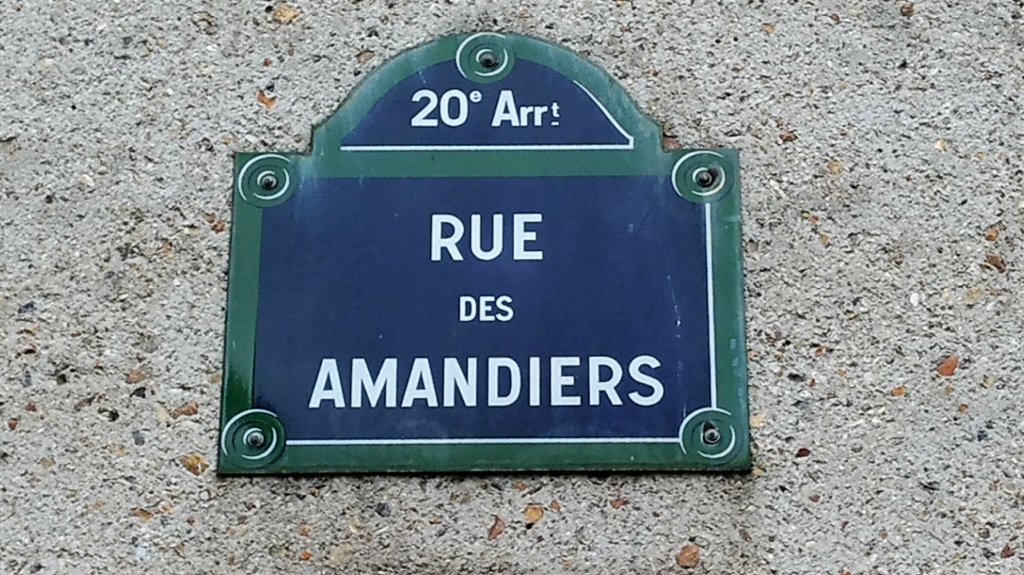 20e Arrt
RUE
DES
AMANDIERS